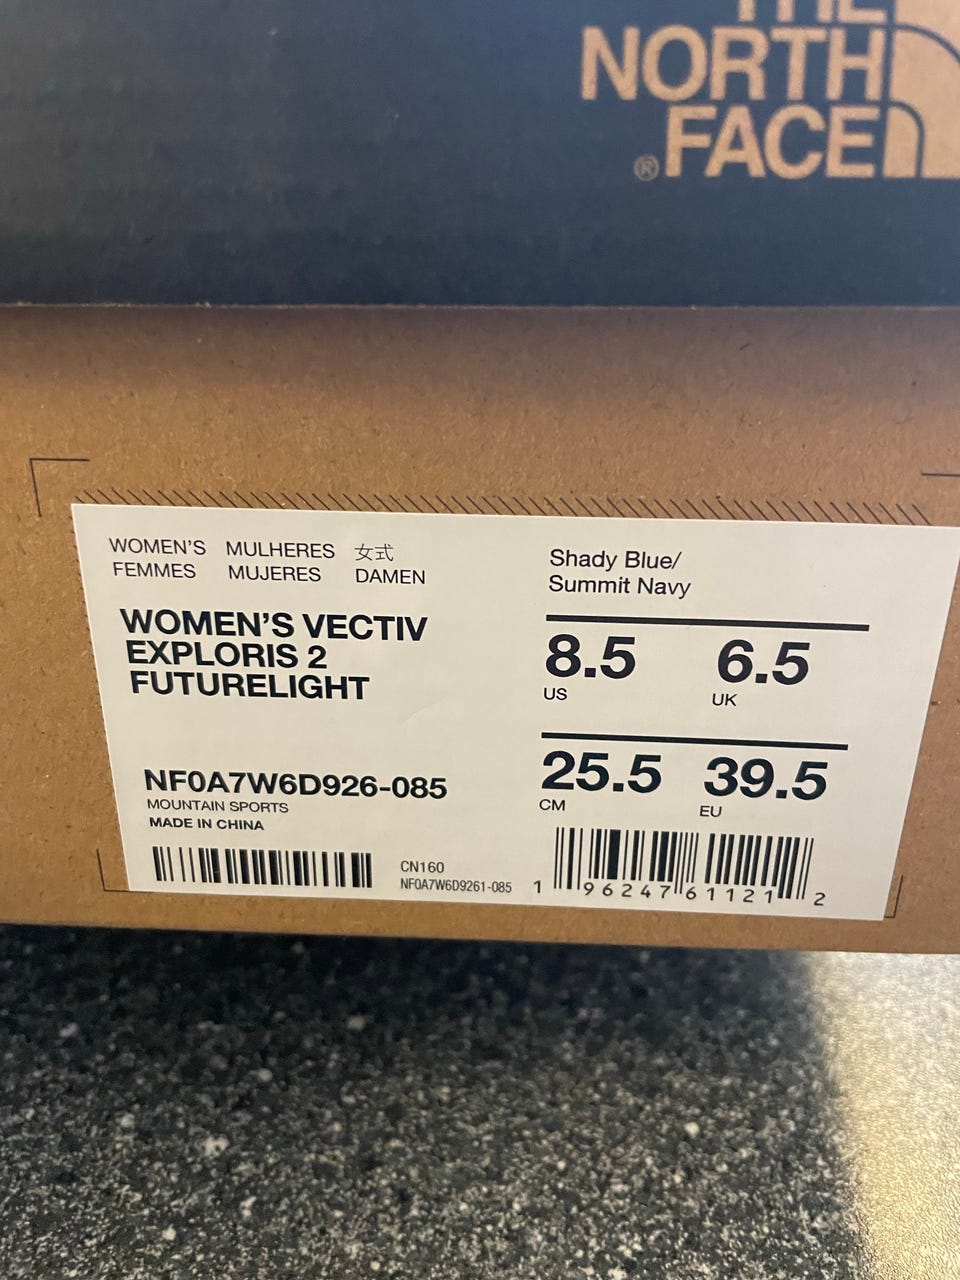 THE
NORTH
FACE
®
WOMEN'S MULHERES 女式
FEMMES MUJERES DAMEN
WOMEN'S VECTIV
EXPLORIS 2
FUTURELIGHT
NF0A7W6D926-085
MOUNTAIN SPORTS
MADE IN CHINA
CN160
NF0A7W6D9261-085
Shady Blue/
Summit Navy
8.5 6.5
US UK
25.5 39.5
CM EU
1 96247 61121 2